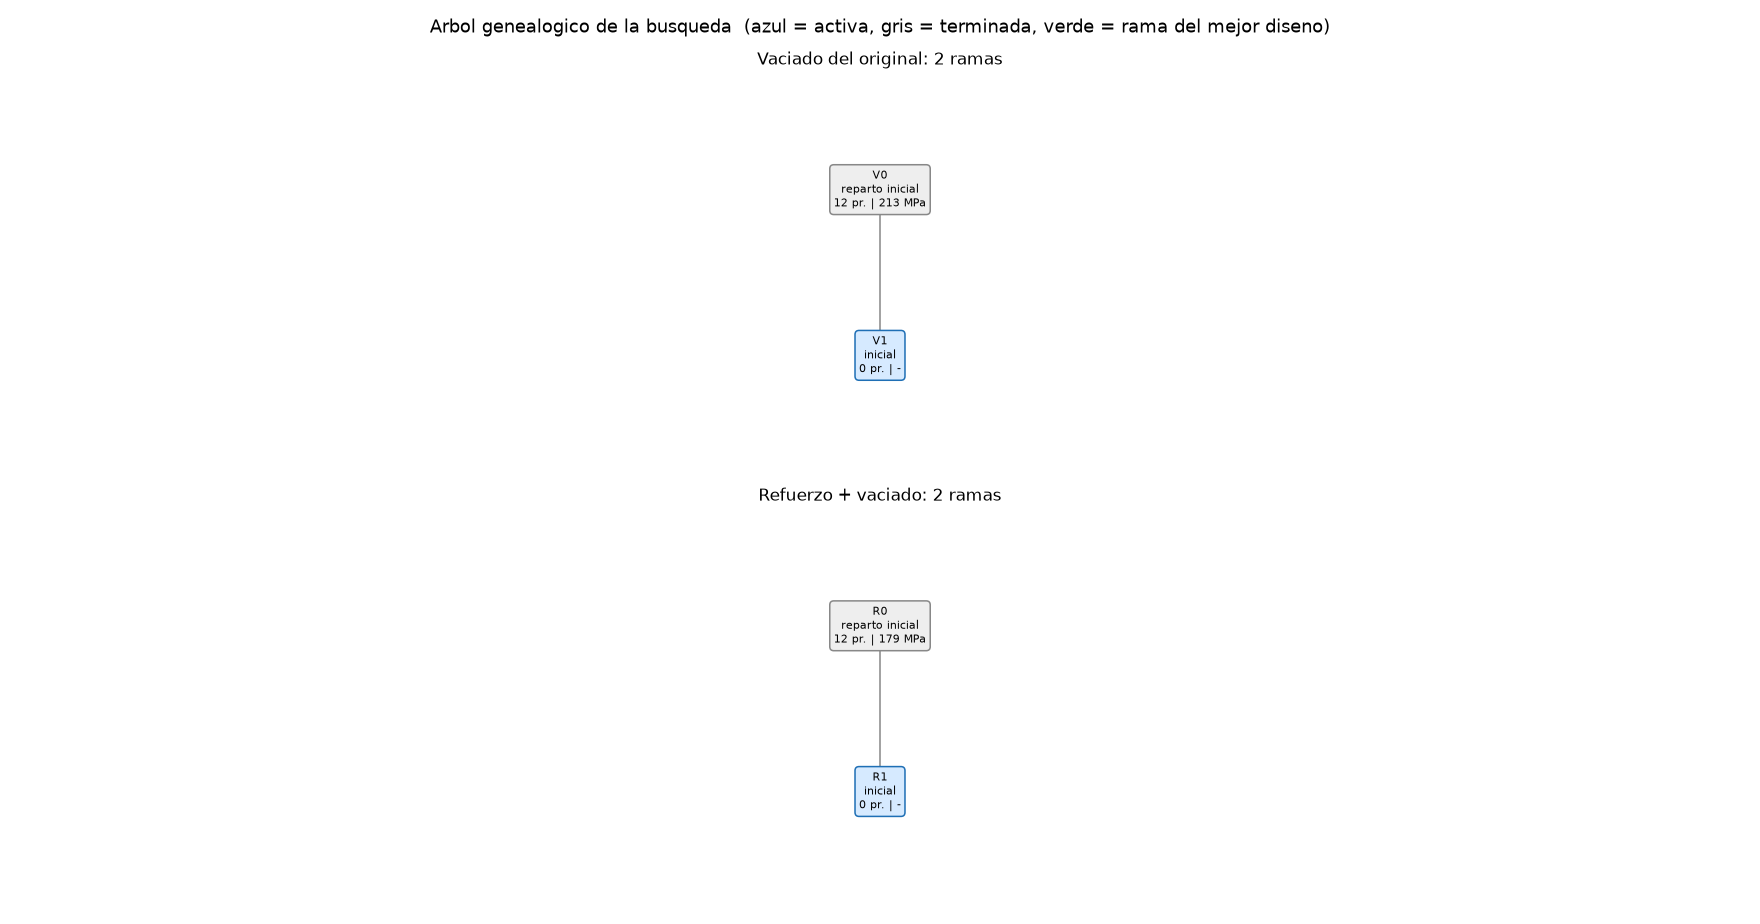 Arbol genealogico de la busqueda  (azul = activa, gris = terminada, verde = rama del mejor diseno)
Vaciado del original: 2 ramas
V0
reparto inicial
12 pr. | 213 MPa
V1
inicial
0 pr. | -
Refuerzo + vaciado: 2 ramas
R0
reparto inicial
12 pr. | 179 MPa
R1
inicial
0 pr. | -